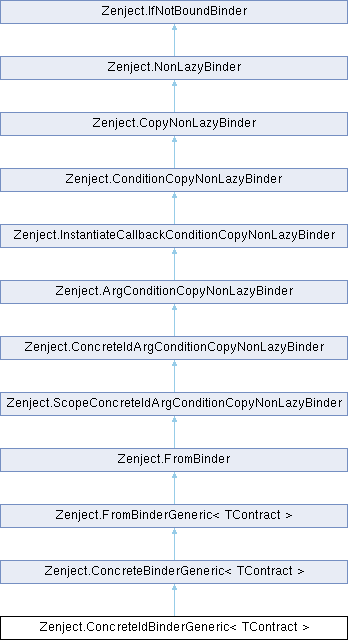 Zenject.IfNotBoundBinder
Zenject.NonLazyBinder
Zenject.CopyNonLazyBinder
Zenject.ConditionCopyNonLazyBinder
Zenject.InstantiateCallbackConditionCopyNonLazyBinder
Zenject.ArgConditionCopyNonLazyBinder
Zenject.ConcreteIdArgConditionCopyNonLazyBinder
Zenject.ScopeConcreteIdArgConditionCopyNonLazyBinder
Zenject.FromBinder
Zenject.FromBinderGeneric< TContract >
Zenject.ConcreteBinderGeneric< TContract >
Zenject.ConcreteIdBinderGeneric< TContract >